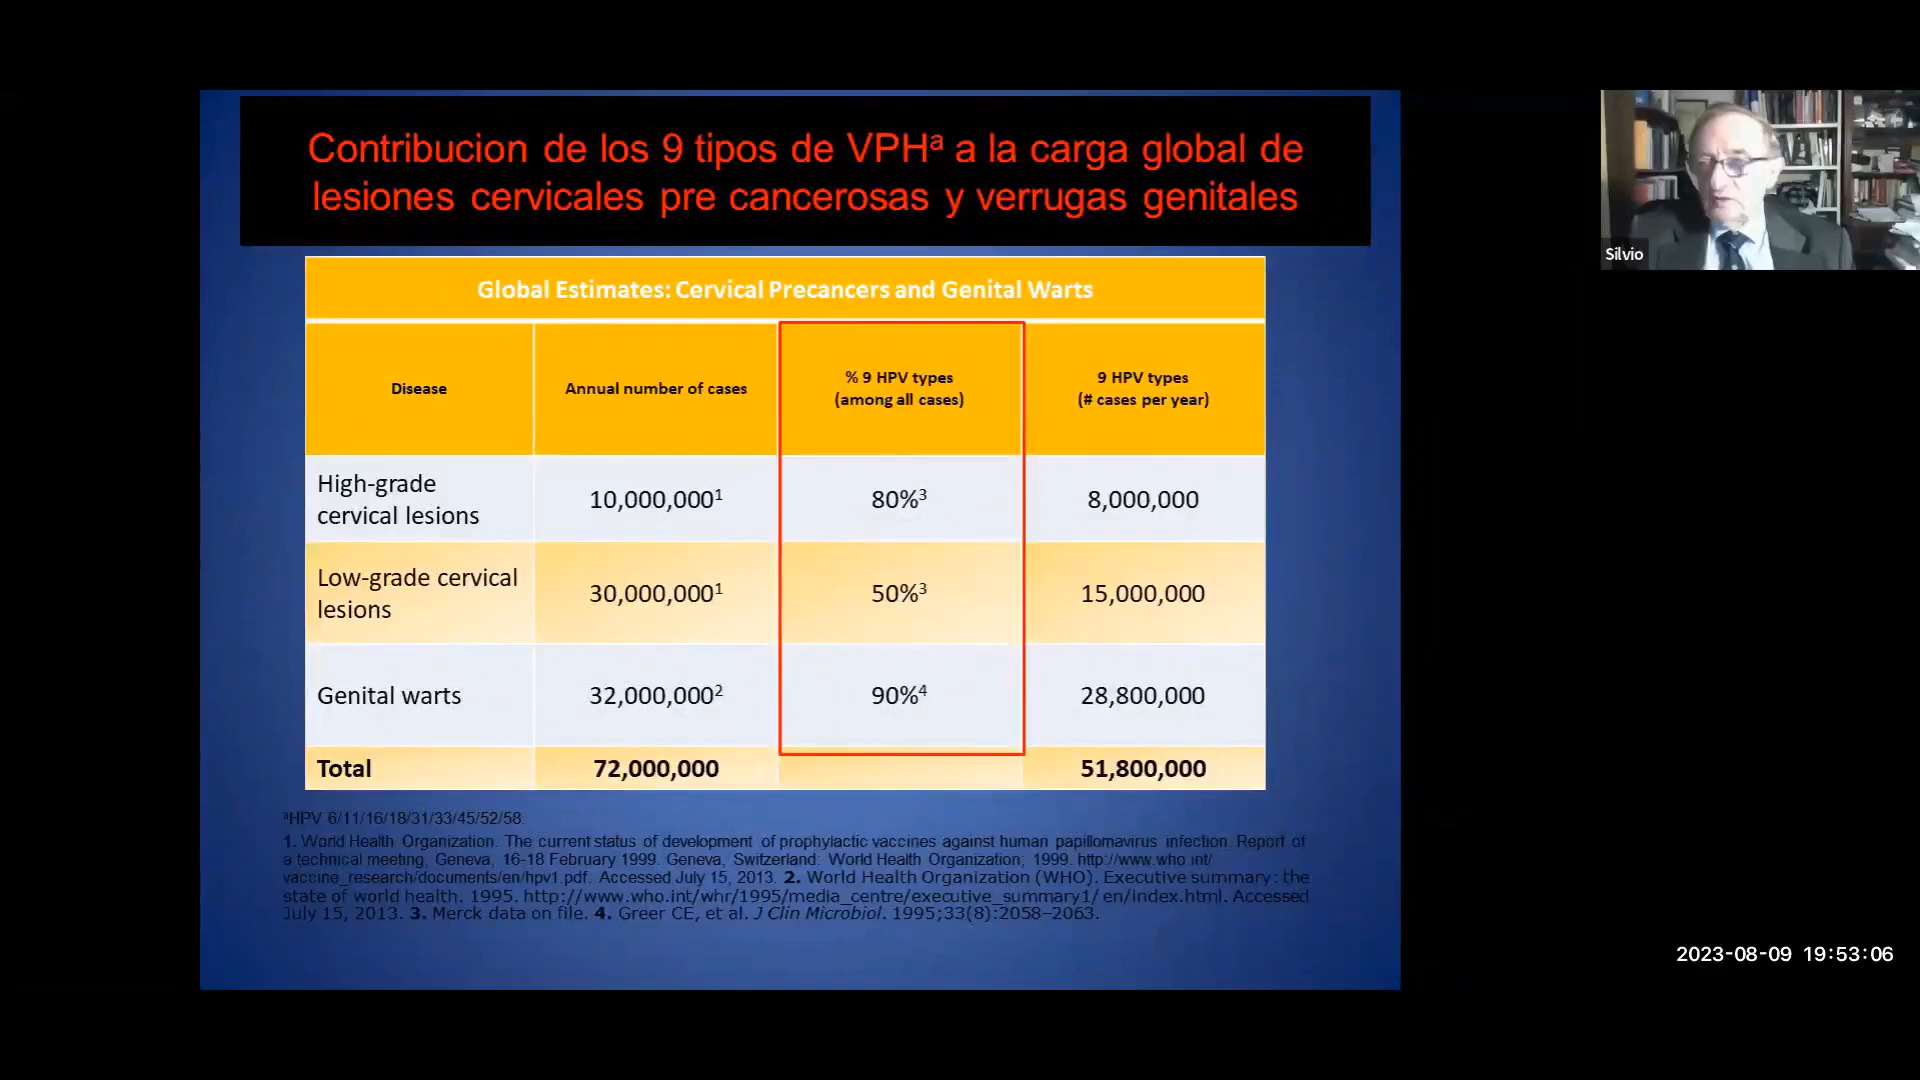 Contribucion de los 9 tipos de VPHᵃ a la carga global de
lesiones cervicales pre cancerosas y verrugas genitales
Silvio
Global Estimates: Cervical Precancers and Genital Warts
Disease
Annual number of cases
% 9 HPV types
(among all cases)
9 HPV types
(# cases per year)
High-grade
cervical lesions
10,000,000¹
80%³
8,000,000
Low-grade cervical
lesions
30,000,000¹
50%³
15,000,000
Genital warts
32,000,000²
90%⁴
28,800,000
Total
72,000,000
51,800,000
ᵃHPV 6/11/16/18/31/33/45/52/58.
1. World Health Organization. The current status of development of prophylactic vaccines against human papillomavirus infection. Report of
a technical meeting, Geneva, 16-18 February 1999. Geneva, Switzerland: World Health Organization; 1999. http://www.who.int/
vaccine_research/documents/en/hpv1.pdf. Accessed July 15, 2013. 2. World Health Organization (WHO). Executive summary: the
state of world health. 1995. http://www.who.int/whr/1995/media_centre/executive_summary1/ en/index.html. Accessed
July 15, 2013. 3. Merck data on file. 4. Greer CE, et al. J Clin Microbiol. 1995;33(8):2058–2063.
2023-08-09 19:53:06